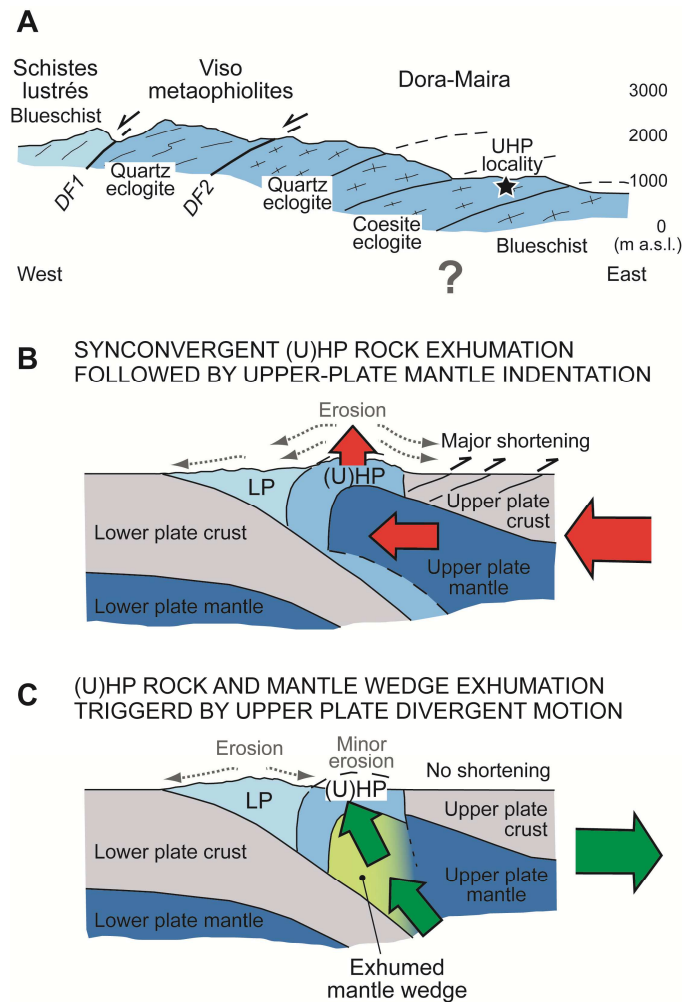 A
Schistes
lustrés
Blueschist
Viso
metaophiolites
Dora-Maira
3000
2000
1000
0
(m a.s.l.)
UHP
locality
DF1
Quartz
eclogite
DF2
Quartz
eclogite
Coesite
eclogite
Blueschist
West
?
East
B
SYNCONVERGENT (U)HP ROCK EXHUMATION
FOLLOWED BY UPPER-PLATE MANTLE INDENTATION
Erosion
Major shortening
LP
(U)HP
Upper plate
crust
Lower plate crust
Upper plate
mantle
Lower plate mantle
C
(U)HP ROCK AND MANTLE WEDGE EXHUMATION
TRIGGERD BY UPPER PLATE DIVERGENT MOTION
Erosion
Minor
erosion
No shortening
LP
(U)HP
Upper plate
crust
Lower plate crust
Upper plate
mantle
Lower plate mantle
Exhumed
mantle wedge